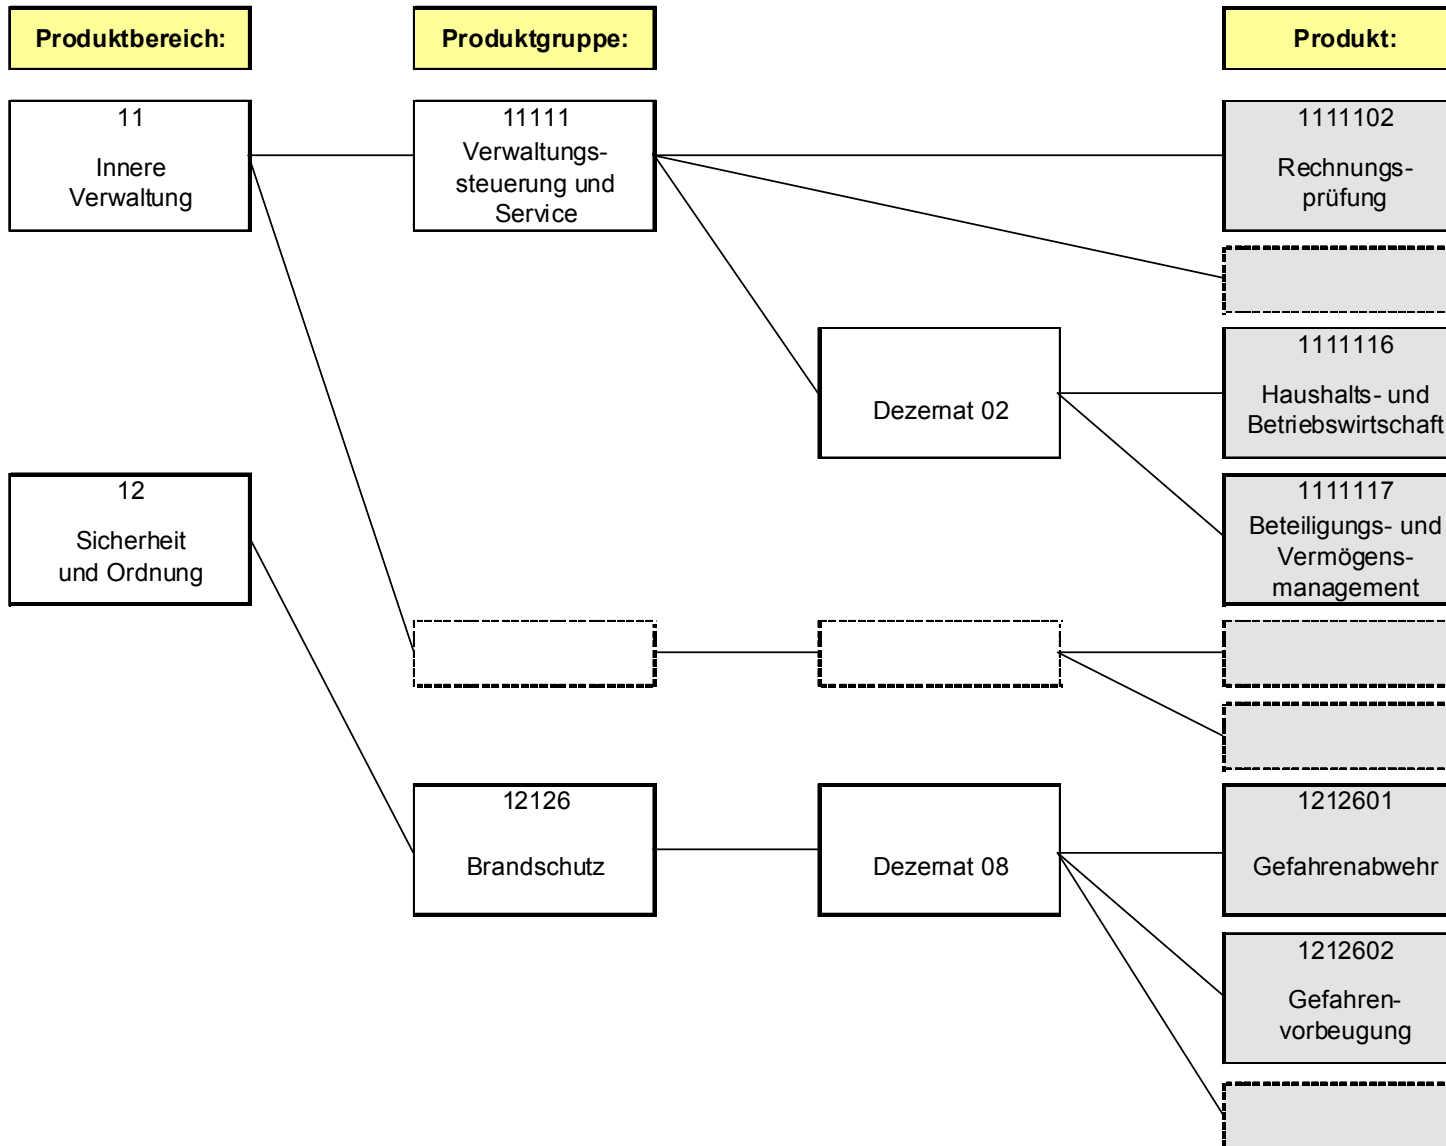 Produktbereich:
Produktgruppe:
Produkt:
11
Innere
Verwaltung
11111
Verwaltungs-
steuerung und
Service
1111102
Rechnungs-
prüfung
Dezernat 02
1111116
Haushalts- und
Betriebswirtschaft
12
Sicherheit
und Ordnung
1111117
Beteiligungs- und
Vermögens-
management
12126
Brandschutz
Dezernat 08
1212601
Gefahrenabwehr
1212602
Gefahren-
vorbeugung